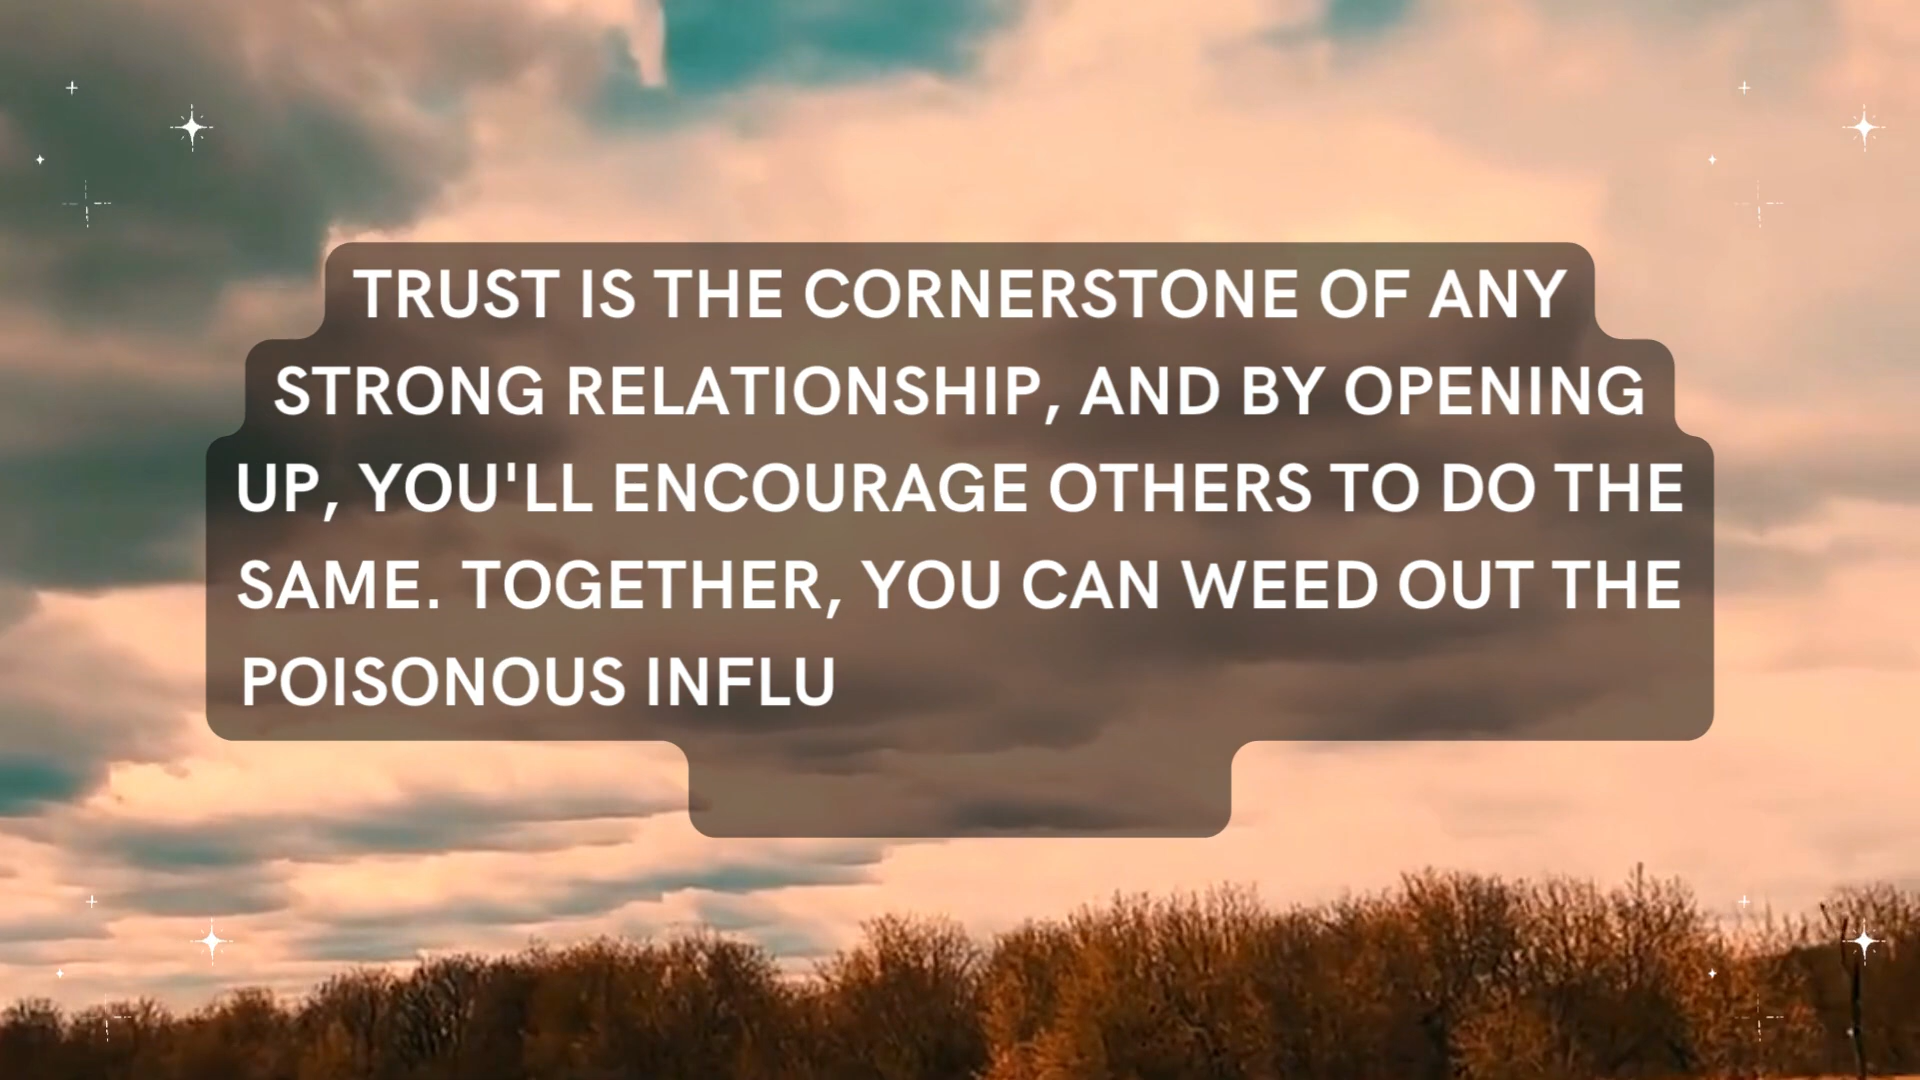 TRUST IS THE CORNERSTONE OF ANY
STRONG RELATIONSHIP, AND BY OPENING
UP, YOU'LL ENCOURAGE OTHERS TO DO THE
SAME. TOGETHER, YOU CAN WEED OUT THE
POISONOUS INFLU